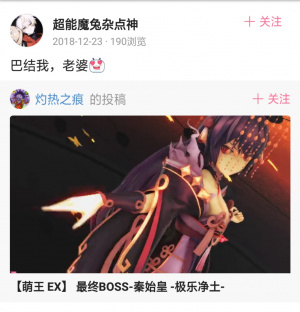 超能魔兔杂点神
+ 关注
2018-12-23 · 190浏览
巴结我，老婆
灼热之痕 的投稿
+ 关注
【萌王 EX】 最终BOSS-秦始皇 -极乐净土-